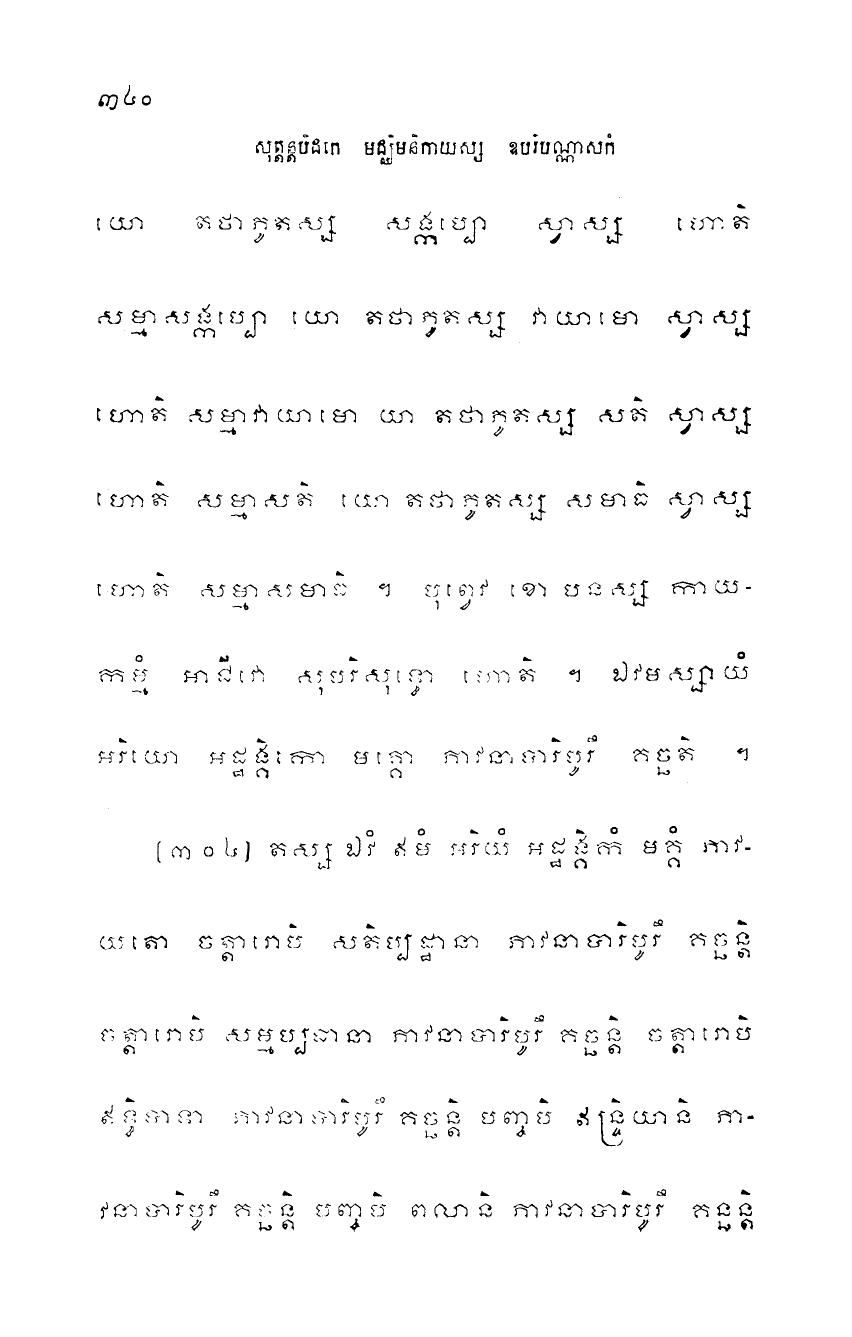 ៣៤០
សុត្តន្តបិដកេ មជ្ឈិមនិកាយស្ស ឧបរិបណ្ណាសកំ
យោ តថាភូតស្ស សង្កប្បោ ស្វាស្ស ហោតិ
សម្មាសង្កប្បោ យោ តថាភូតស្ស វាយាមោ ស្វាស្ស
ហោតិ សម្មាវាយាមោ យា តថាភូតស្ស សតិ ស្វាស្ស
ហោតិ សម្មាសតិ យោ តថាភូតស្ស សមាធិ ស្វាស្ស
ហោតិ សម្មាសមាធិ ។ បុព្វេវ ខោ បនស្ស កាយ-
កម្មំ អាជីវោ សុបរិសុទ្ធោ ហោតិ ។ ឯវមស្សាយំ
អរិយោ អដ្ឋង្គិកោ មគ្គោ ភាវនាបារិបូរឹ គច្ឆតិ ។
[៣០៤] តស្ស ឯវំ ឥមំ អរិយំ អដ្ឋង្គិកំ មគ្គំ ភាវ-
យតោ ចត្តារោបិ សតិប្បដ្ឋានា ភាវនាបារិបូរឹ គច្ឆន្តិ
ចត្តារោបិ សម្មប្បធានា ភាវនាបារិបូរឹ គច្ឆន្តិ ចត្តារោបិ
ឥទ្ធិបាទា ភាវនាបារិបូរឹ គច្ឆន្តិ បញ្ចបិ ឥន្ទ្រិយានិ ភា-
វនាបារិបូរឹ គច្ឆន្តិ បញ្ចបិ ពលានិ ភាវនាបារិបូរឹ គច្ឆន្តិ